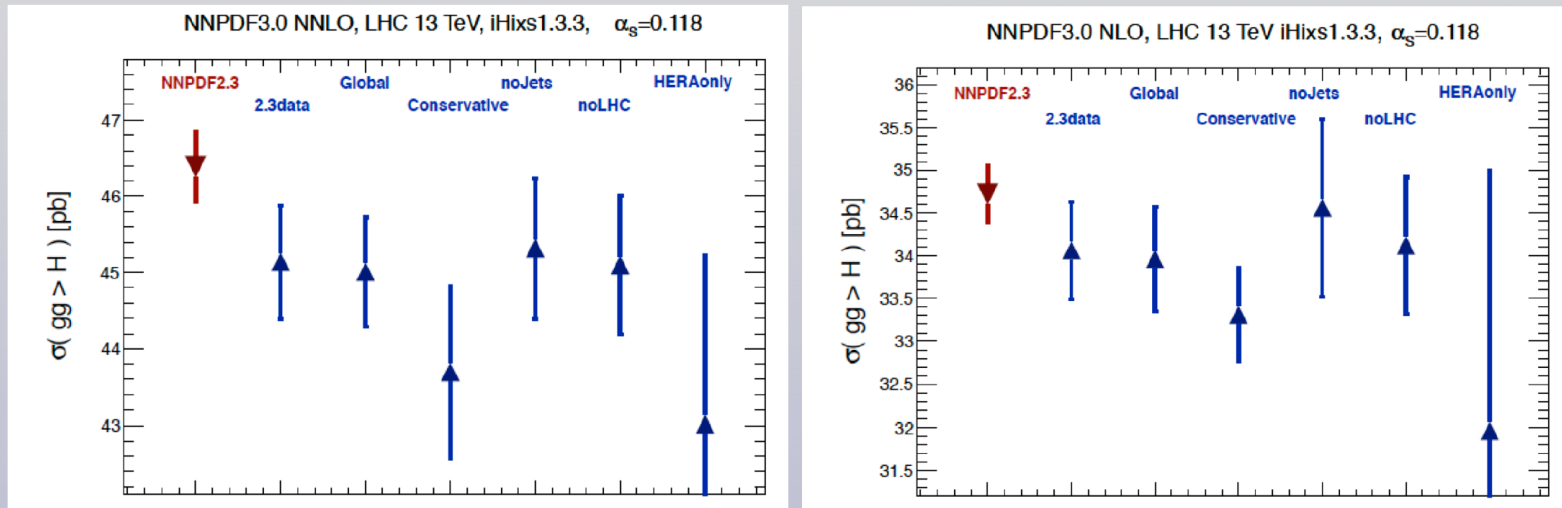 NNPDF3.0 NNLO, LHC 13 TeV, iHixs1.3.3, αS=0.118
NNPDF2.3 Global noJets HERAonly
2.3data Conservative noLHC
47
46
45
44
43
σ( gg > H ) [pb]
NNPDF3.0 NLO, LHC 13 TeV iHixs1.3.3, αS=0.118
36
NNPDF2.3 Global noJets HERAonly
2.3data Conservative noLHC
35.5
35
34.5
34
33.5
33
32.5
32
31.5
σ( gg > H ) [pb]